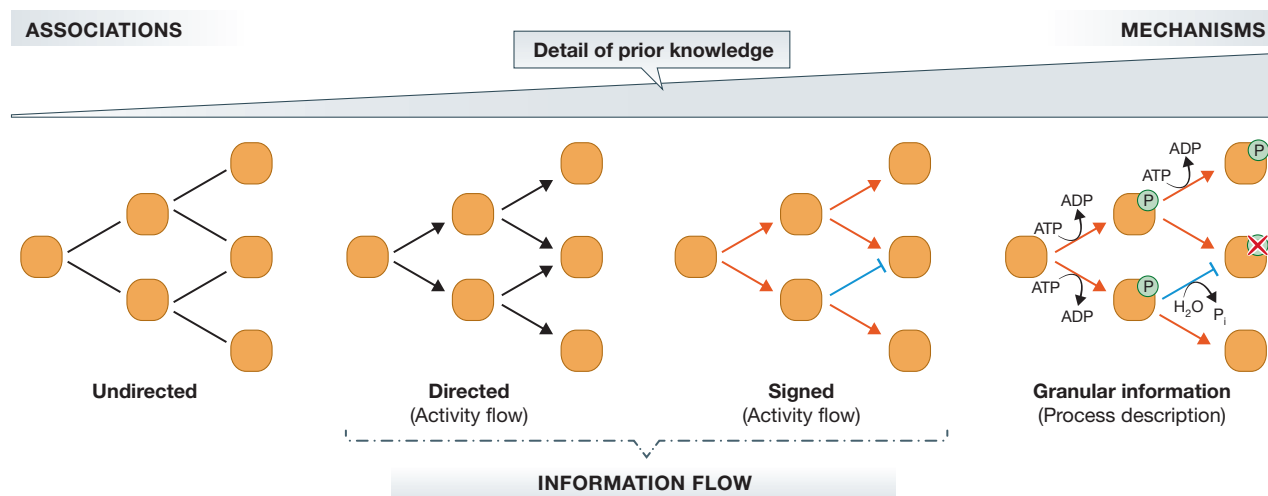 ASSOCIATIONS
MECHANISMS
Detail of prior knowledge
Undirected
Directed
(Activity flow)
Signed
(Activity flow)
ATP
ADP
ATP
ADP
P
P
ATP
ADP
P
H₂O
Pᵢ
Granular information
(Process description)
INFORMATION FLOW